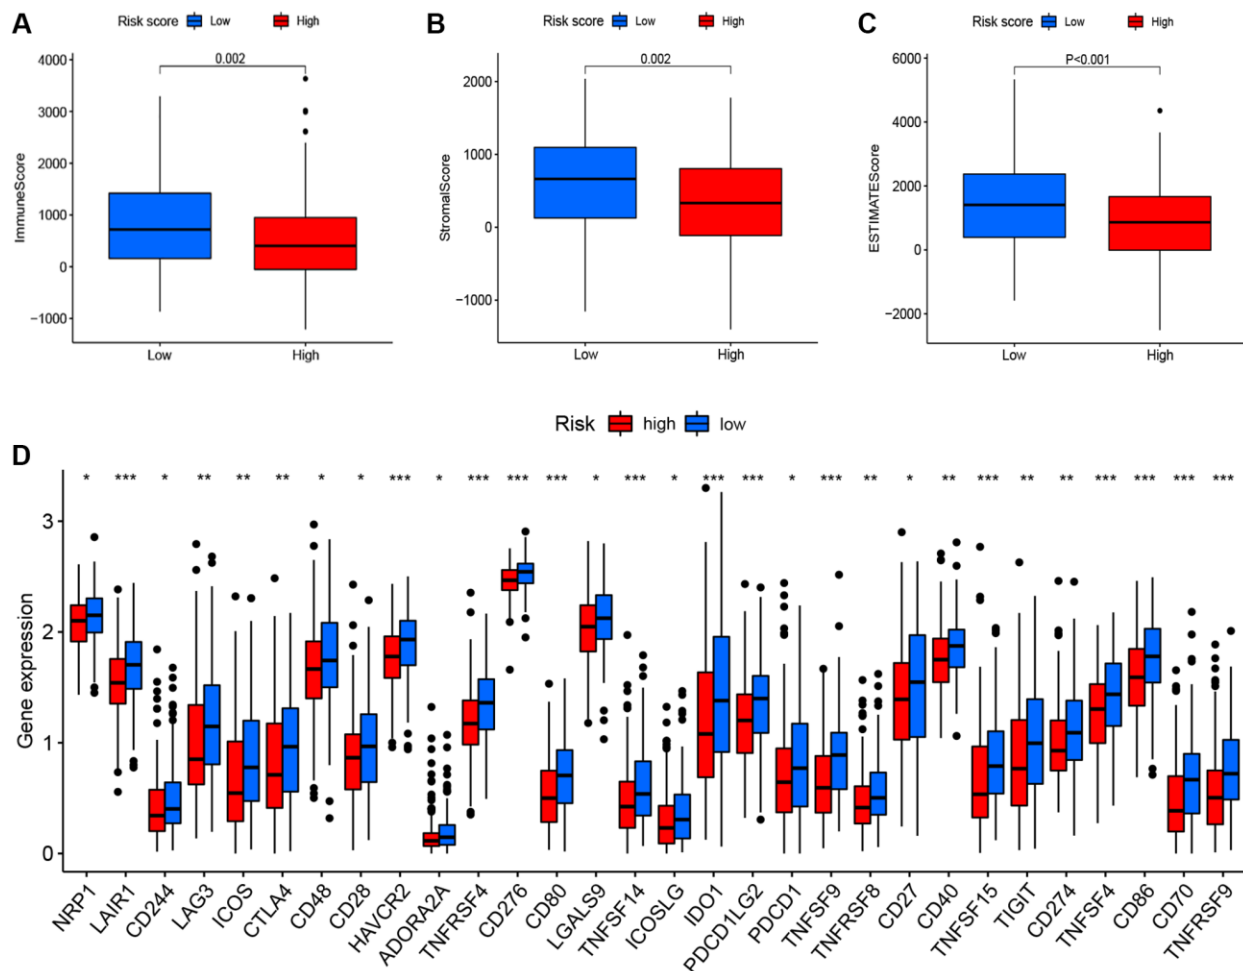 A
Risk score Low High
0.002
ImmuneScore
4000
3000
2000
1000
0
−1000
Low High
B
Risk score Low High
0.002
StromalScore
2000
1000
0
−1000
Low High
C
Risk score Low High
P<0.001
ESTIMATEScore
6000
4000
2000
0
−2000
Low High
Risk high low
D
* *** * ** ** ** * * *** * *** *** *** * *** * *** *** * *** ** * ** *** ** ** *** *** *** ***
Gene expression
3
2
1
0
NRP1
LAIR1
CD244
LAG3
ICOS
CTLA4
CD48
CD28
HAVCR2
ADORA2A
TNFRSF4
CD276
CD80
LGALS9
TNFSF14
ICOSLG
IDO1
PDCD1LG2
PDCD1
TNFSF9
TNFRSF8
CD27
CD40
TNFSF15
TIGIT
CD274
TNFSF4
CD86
CD70
TNFRSF9